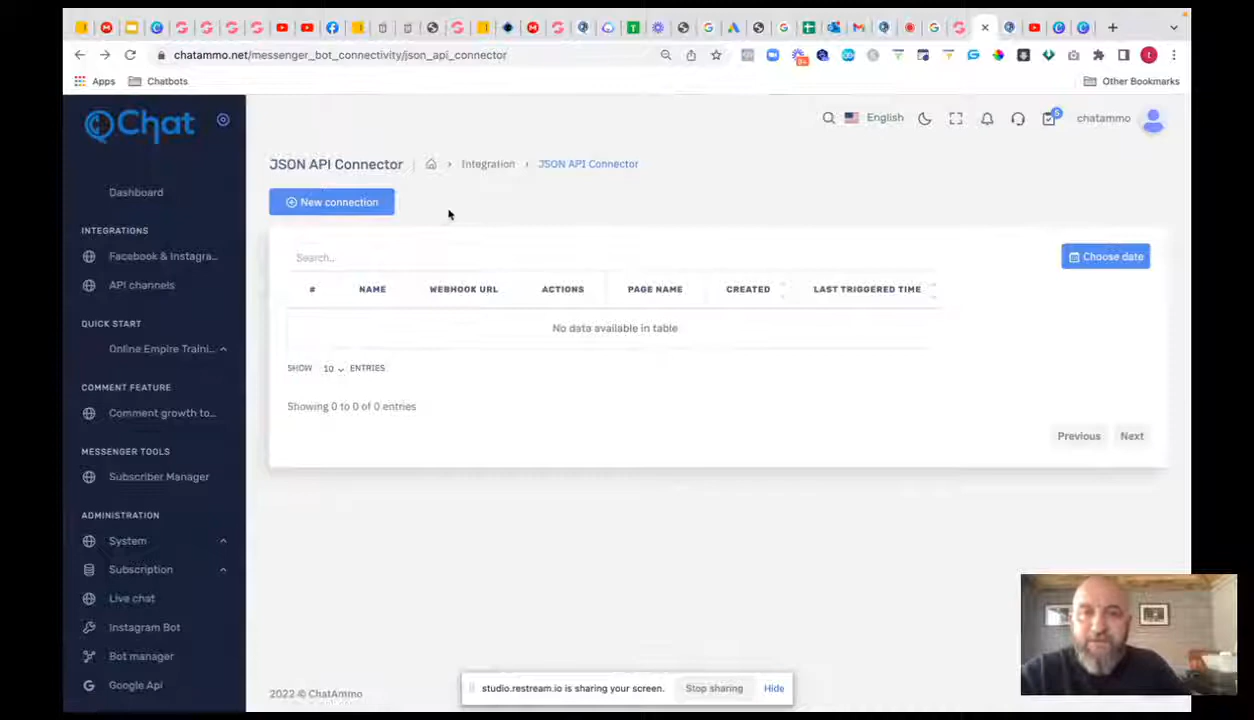 chatammo.net/messenger_bot_connectivity/json_api_connector
9+
Apps
Chatbots
Other Bookmarks
Chat
English
5
chatammo
JSON API Connector | > Integration > JSON API Connector
New connection
Search..
Choose date
# NAME WEBHOOK URL ACTIONS PAGE NAME CREATED LAST TRIGGERED TIME
No data available in table
SHOW 10 ENTRIES
Showing 0 to 0 of 0 entries
Previous Next
Dashboard
INTEGRATIONS
Facebook & Instagra...
API channels
QUICK START
Online Empire Traini...
COMMENT FEATURE
Comment growth to...
MESSENGER TOOLS
Subscriber Manager
ADMINISTRATION
System
Subscription
Live chat
Instagram Bot
Bot manager
Google Api
2022 © ChatAmmo
studio.restream.io is sharing your screen. Stop sharing Hide